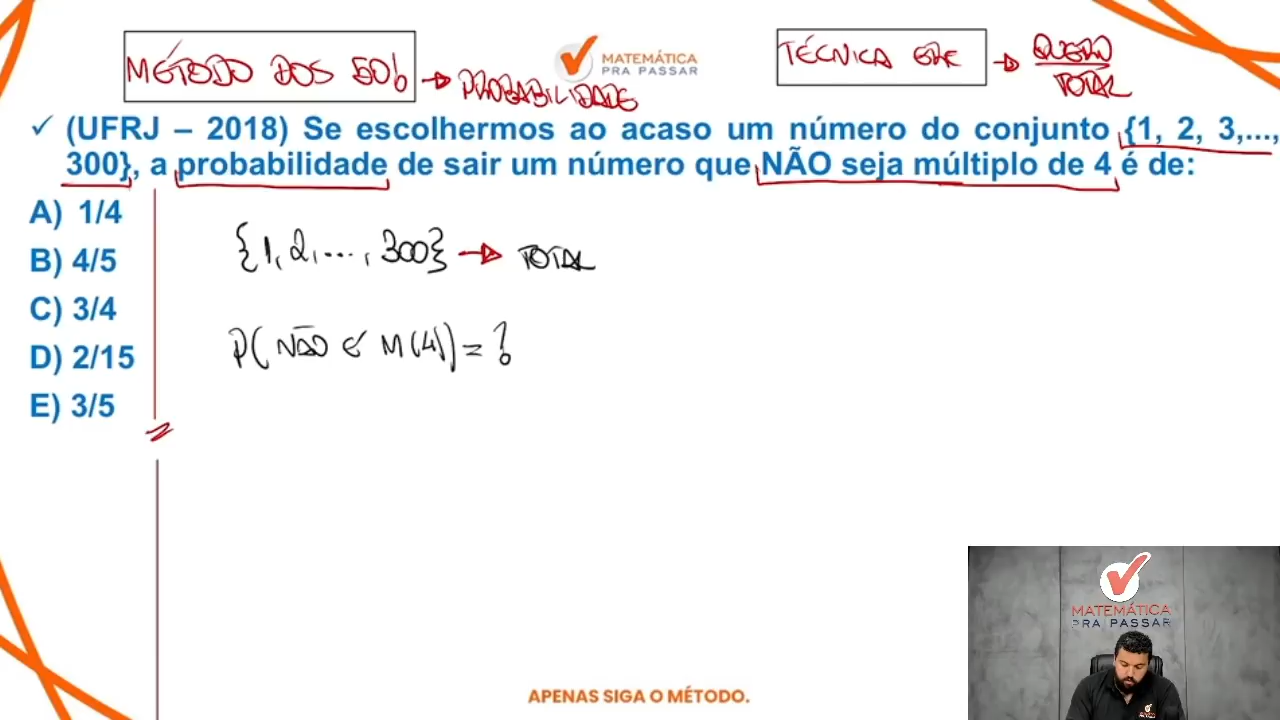 MÉTODO DOS 50!
→ PROBABILIDADE
MATEMÁTICA
PRA PASSAR
TÉCNICA
→ QUERO
TOTAL
✓ (UFRJ – 2018) Se escolhermos ao acaso um número do conjunto {1, 2, 3,...,
300}, a probabilidade de sair um número que NÃO seja múltiplo de 4 é de:
A) 1/4
B) 4/5
C) 3/4
D) 2/15
E) 3/5
{1, 2, ..., 300} → TOTAL
P( NÃO É M(4)) = ?
MATEMÁTICA
PRA PASSAR
APENAS SIGA O MÉTODO.